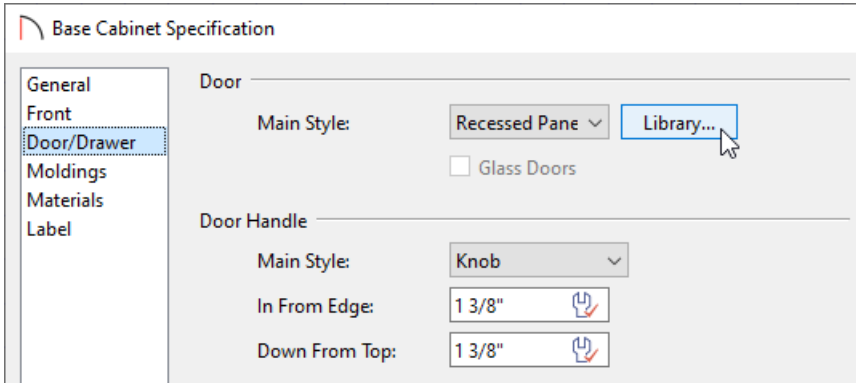 Base Cabinet Specification
General
Front
Door/Drawer
Moldings
Materials
Label
Door
Main Style:
Recessed Pane
Library...
Glass Doors
Door Handle
Main Style:
Knob
In From Edge:
1 3/8"
Down From Top:
1 3/8"